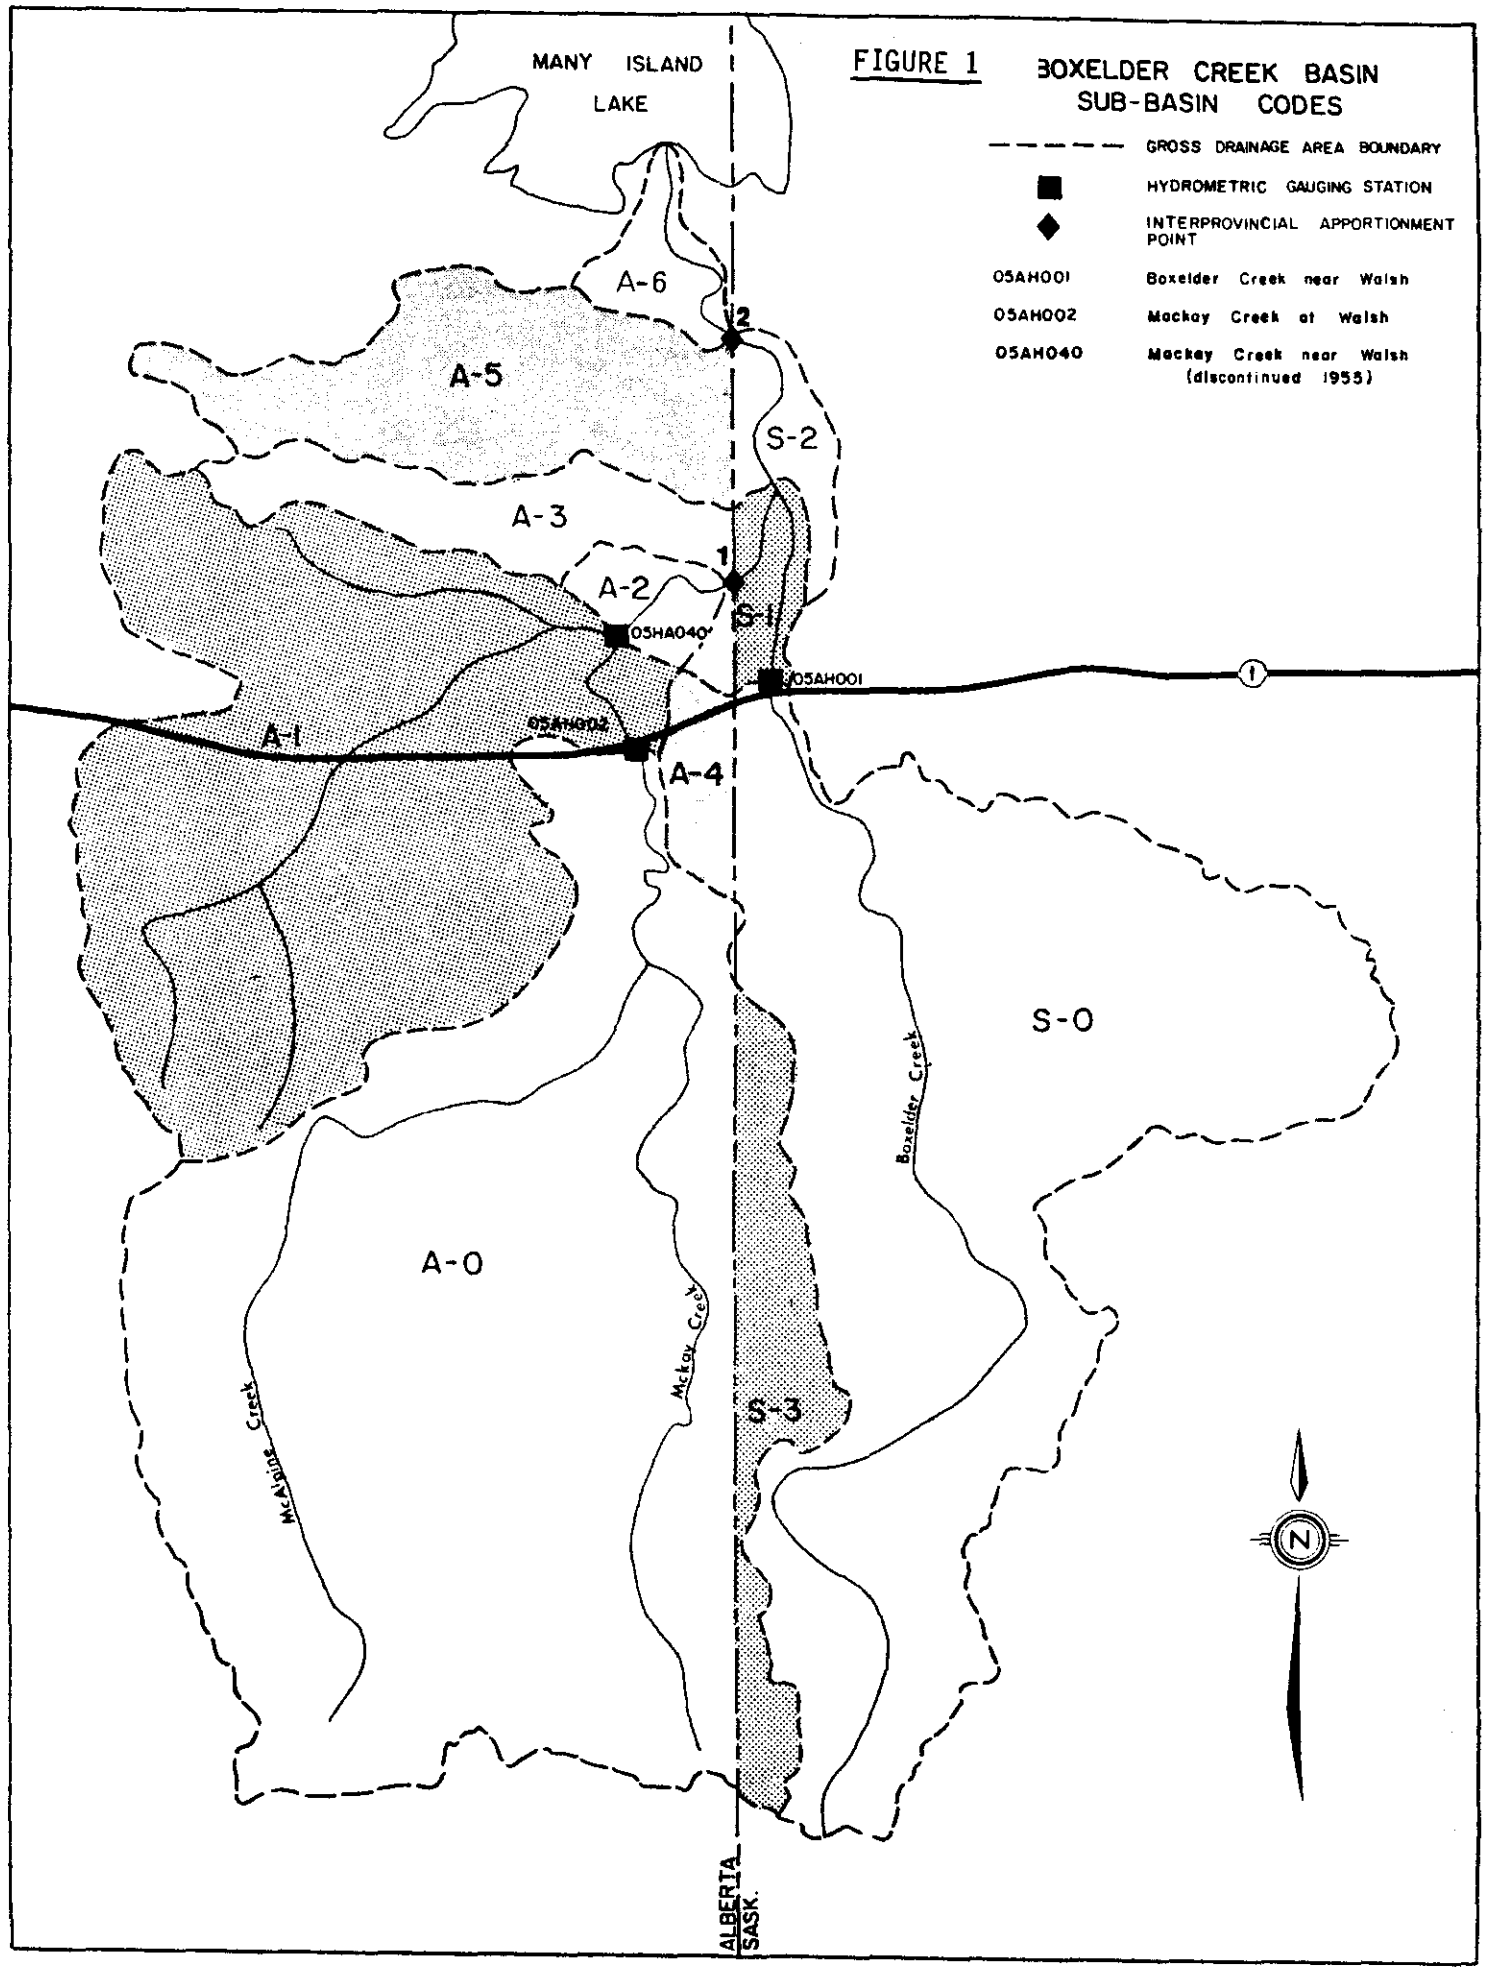 MANY ISLAND
LAKE
FIGURE 1
BOXELDER CREEK BASIN
SUB-BASIN CODES
GROSS DRAINAGE AREA BOUNDARY
HYDROMETRIC GAUGING STATION
INTERPROVINCIAL APPORTIONMENT
POINT
05AH001 Boxelder Creek near Walsh
05AH002 Mackay Creek at Walsh
05AH040 Mackay Creek near Walsh
(discontinued 1955)
A-6
2
A-5
S-2
A-3
1
A-2
S-1
05HA040
05AH001
1
05AH002
A-1
A-4
S-0
Boxelder Creek
A-0
Mckay Creek
S-3
McAlpine Creek
N
ALBERTA
SASK.